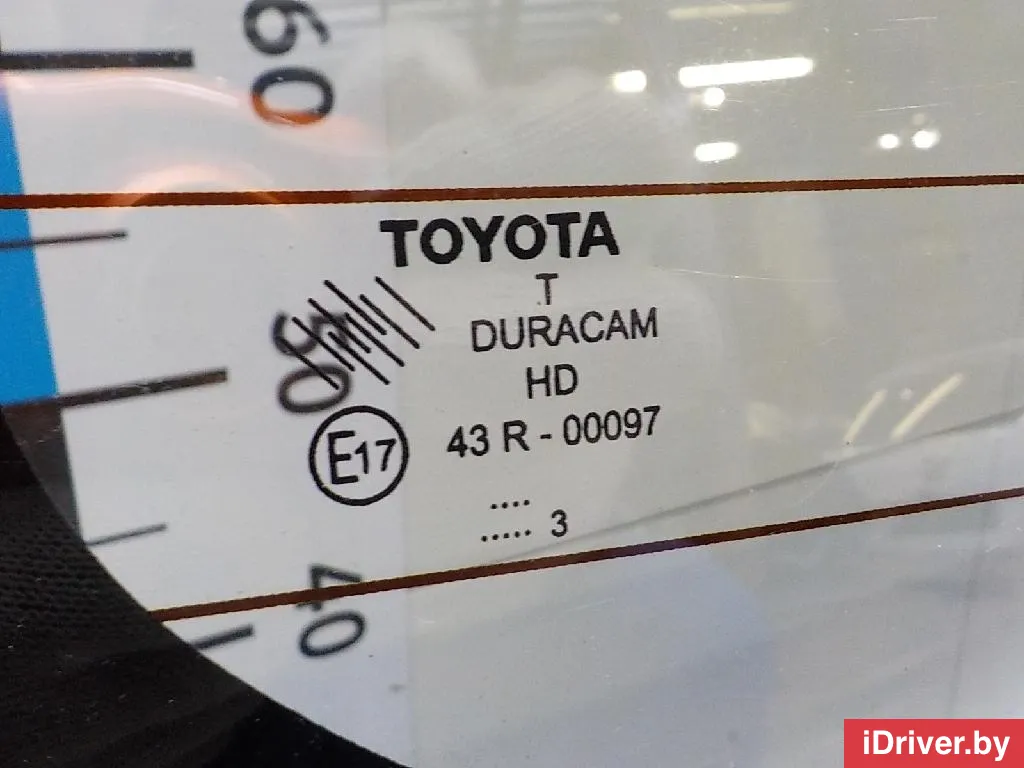 60
TOYOTA
T
DURACAM
HD
50
E17
43 R - 00097
....
..... 3
40
iDriver.by